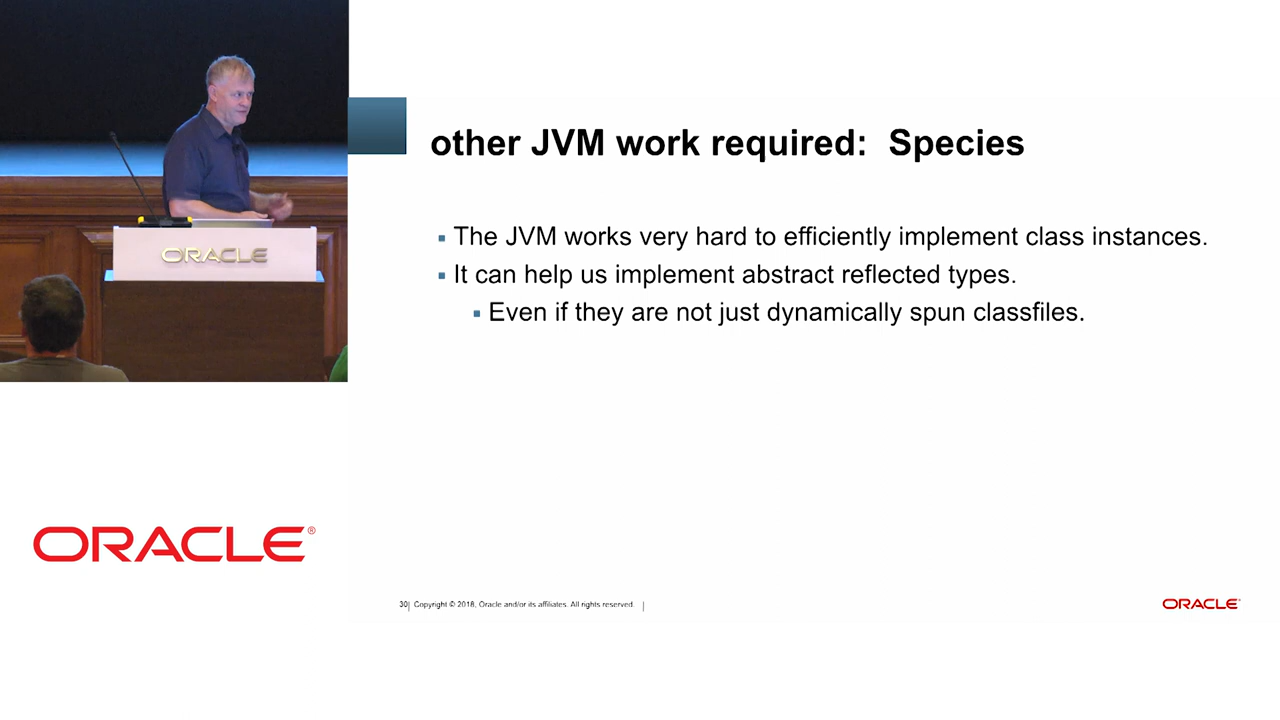 ORACLE
other JVM work required: Species
▪ The JVM works very hard to efficiently implement class instances.
▪ It can help us implement abstract reflected types.
▪ Even if they are not just dynamically spun classfiles.
ORACLE®
30| Copyright © 2018, Oracle and/or its affiliates. All rights reserved. |
ORACLE®